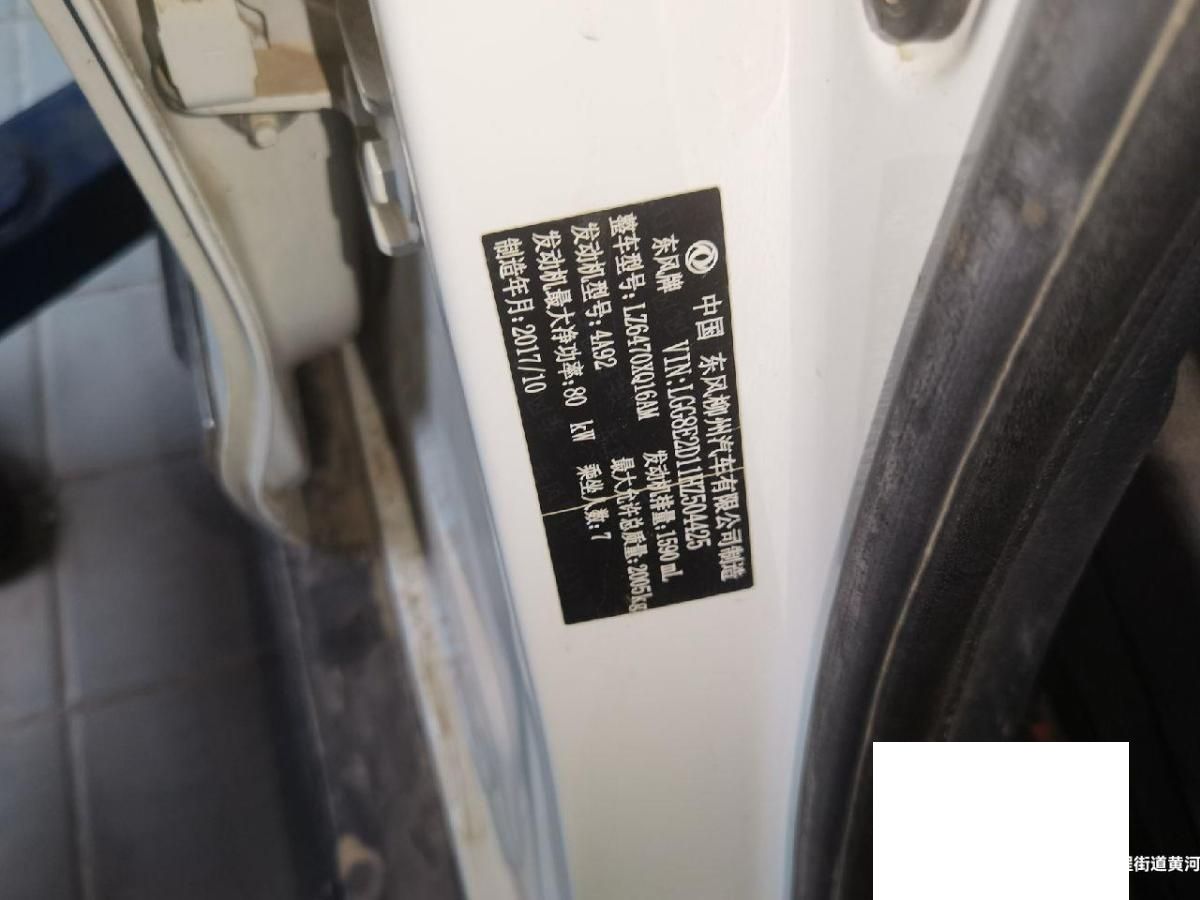 中国 东风柳州汽车有限公司制造
东风牌 VIN:LGG8E2D11HZ504425
整车型号:LZ6470XQ16AM 发动机排量:1590 mL
发动机型号:4A92 最大允许总质量:2005kg
发动机最大净功率:80 kW 乘坐人数:7
制造年月:2017/10
街道黄河